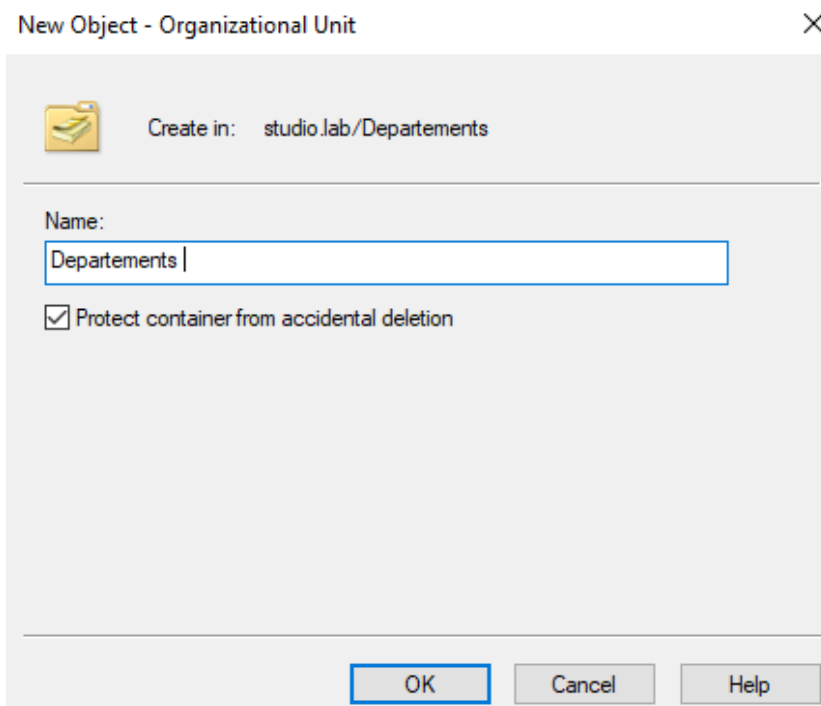 New Object - Organizational Unit
Create in: studio.lab/Departements
Name:
Departements
Protect container from accidental deletion
OK Cancel Help